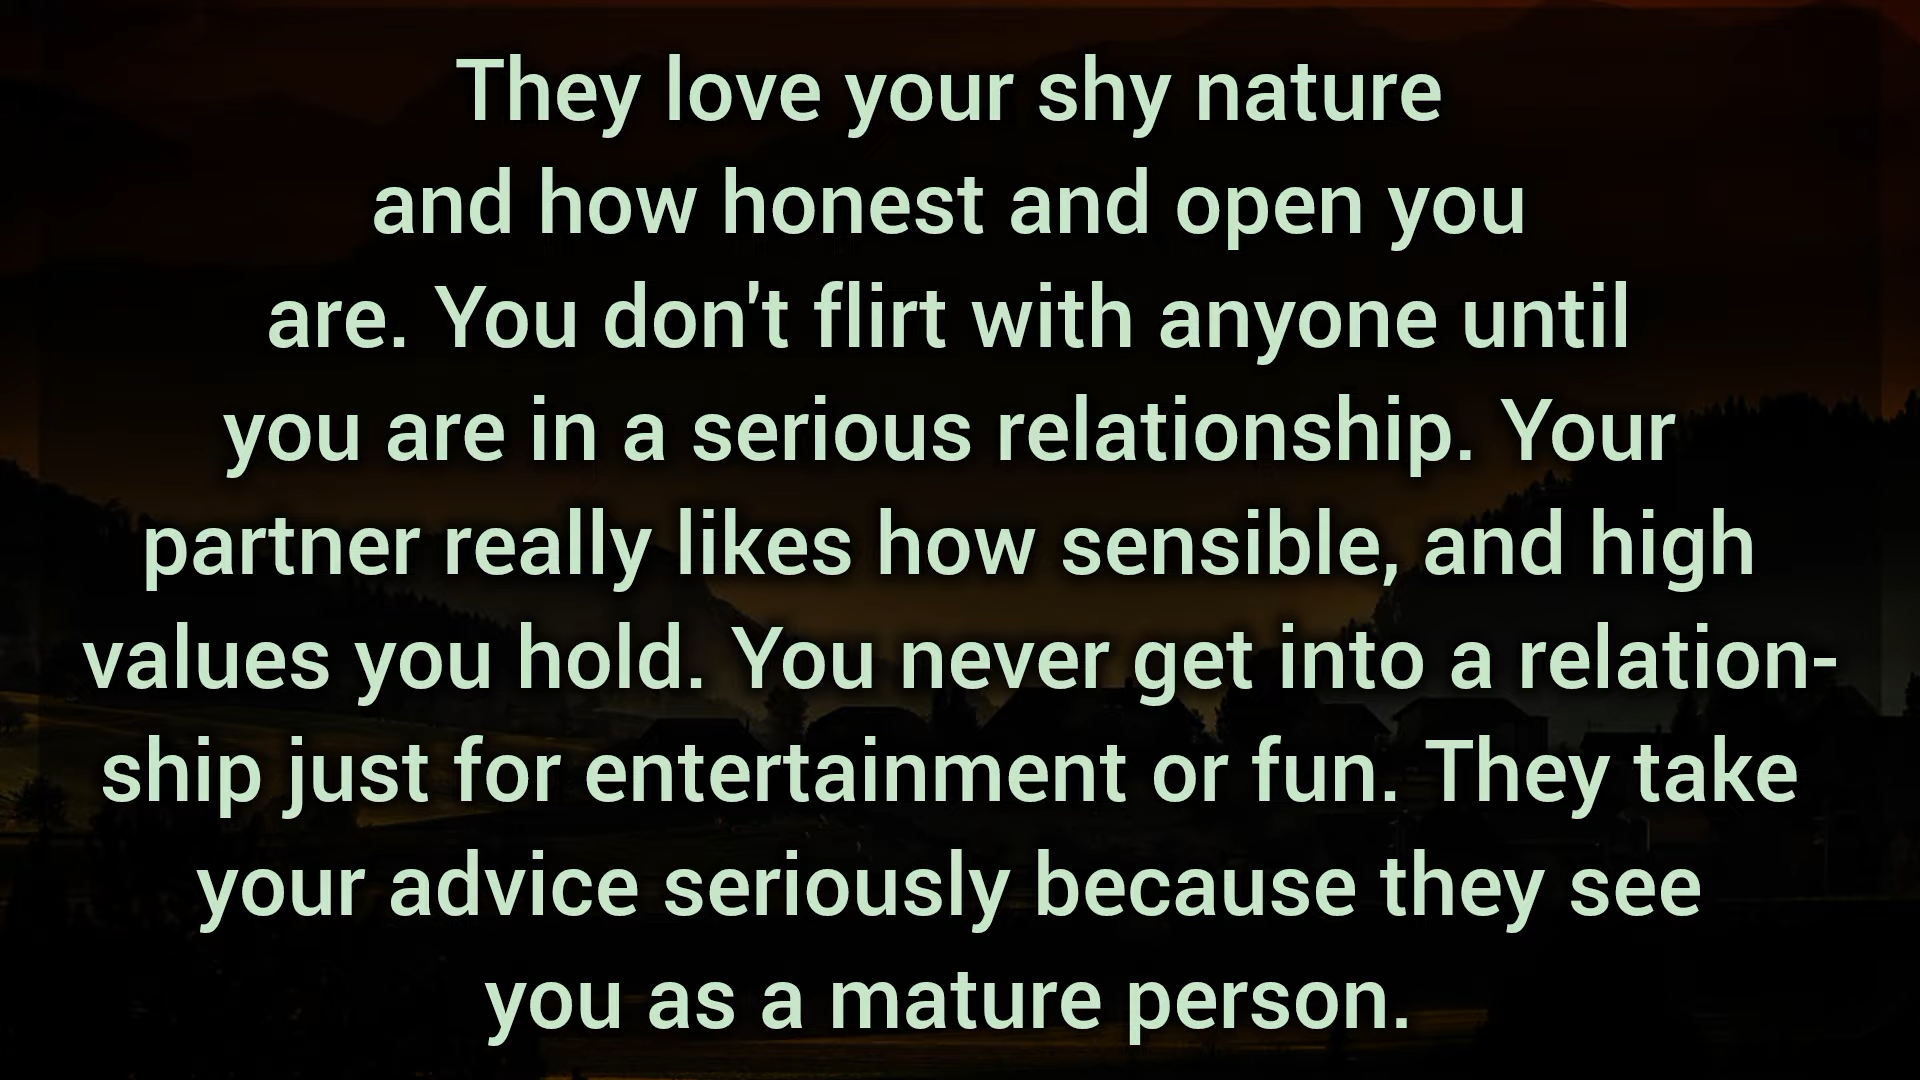 They love your shy nature
and how honest and open you
are. You don't flirt with anyone until
you are in a serious relationship. Your
partner really likes how sensible, and high
values you hold. You never get into a relation-
ship just for entertainment or fun. They take
your advice seriously because they see
you as a mature person.